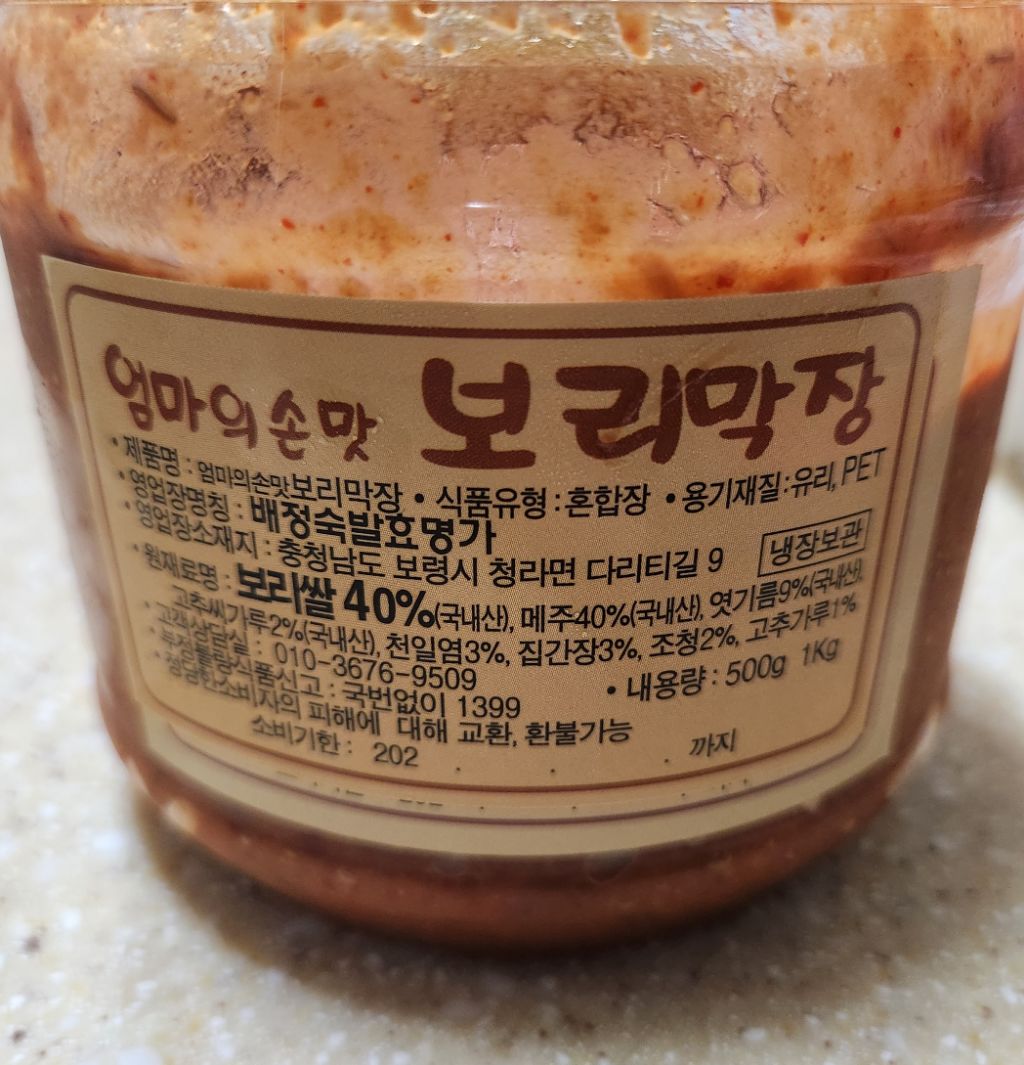 엄마의손맛 보리막장
• 제품명 : 엄마의손맛보리막장 • 식품유형 : 혼합장 • 용기재질 : 유리, PET
• 영업장명칭 : 배정숙발효명가
• 영업장소재지 : 충청남도 보령시 청라면 다리티길 9 냉장보관
• 원재료명 : 보리쌀 40%(국내산), 메주40%(국내산), 엿기름9%(국내산),
고추씨가루2%(국내산), 천일염3%, 집간장3%, 조청2%, 고추가루1%
• 고객상담실 : 010-3676-9509 • 내용량 : 500g 1Kg
• 부정불량식품신고 : 국번없이 1399
• 정당한소비자의 피해에 대해 교환, 환불가능
소비기한 : 202 . . . 까지